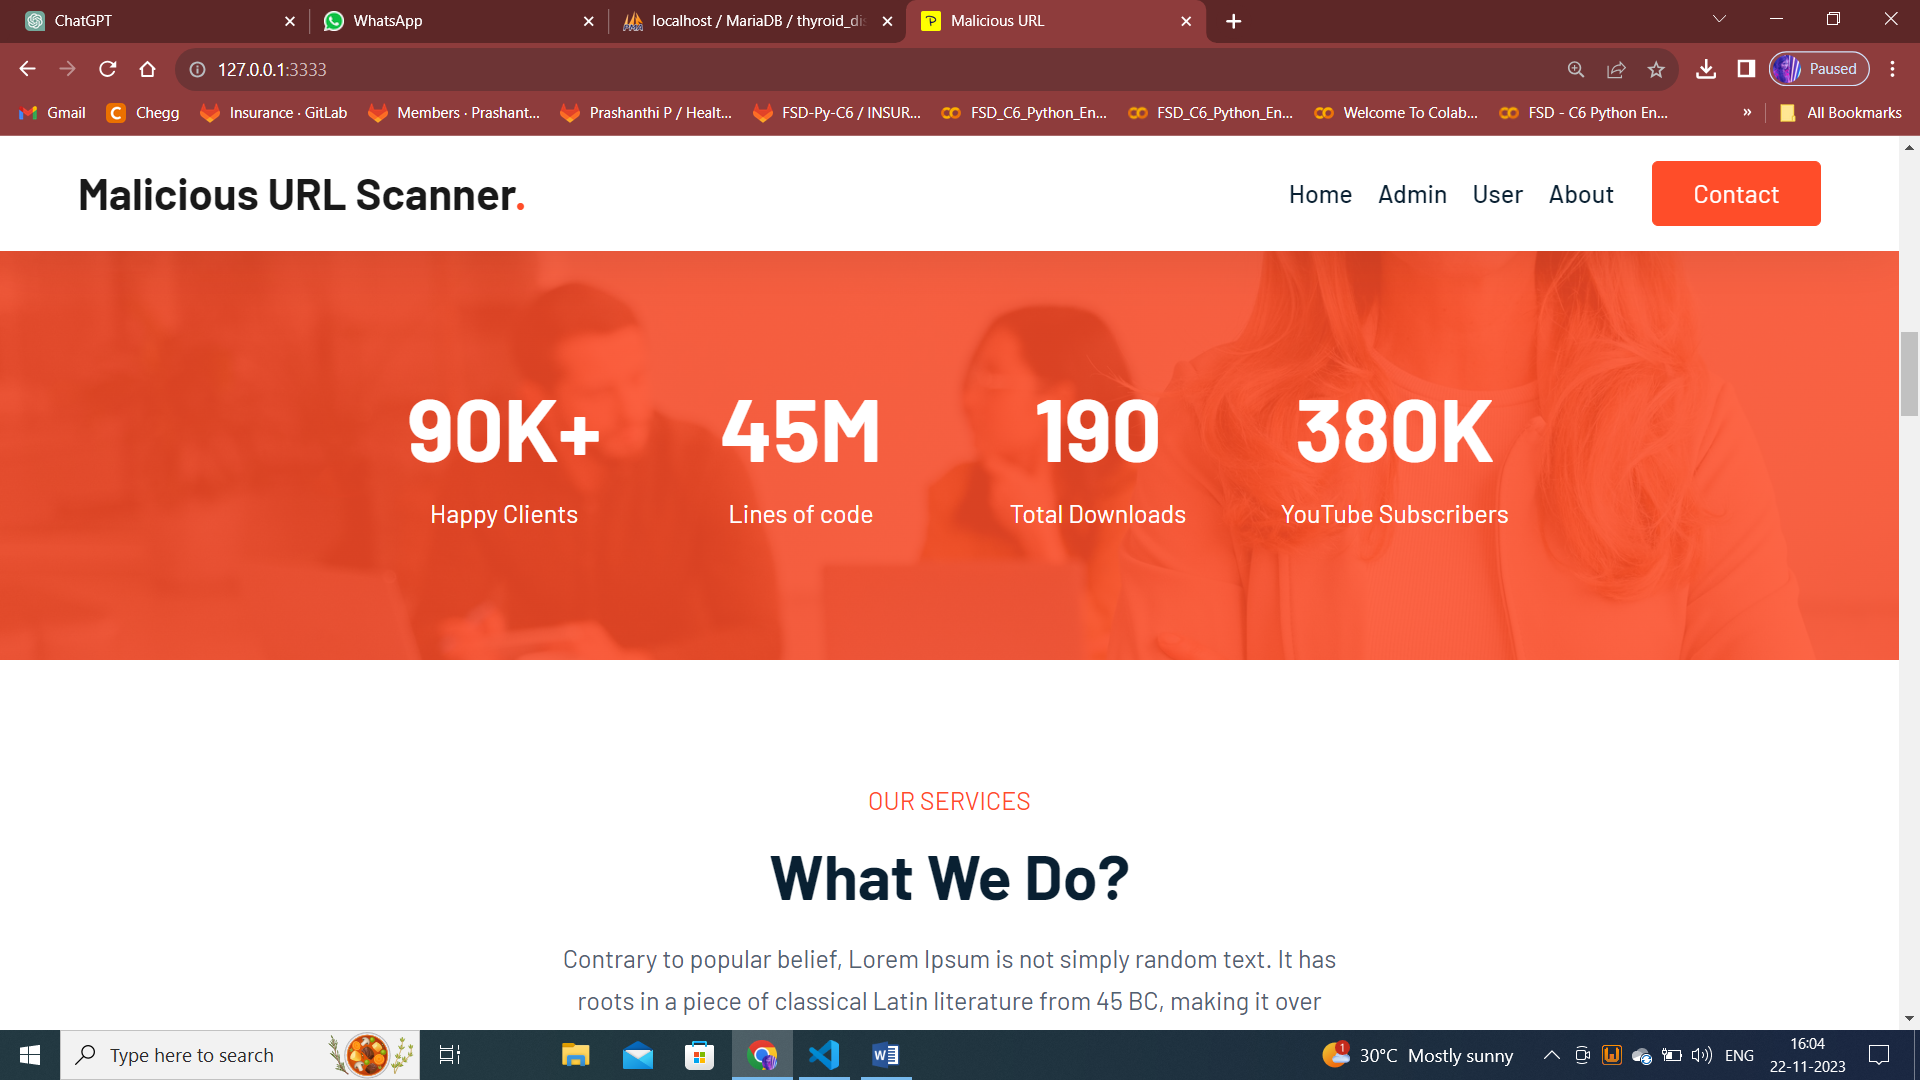 ChatGPT
WhatsApp
localhost / MariaDB / thyroid_dis
Malicious URL
127.0.0.1:3333
Paused
Gmail
Chegg
Insurance · GitLab
Members · Prashant...
Prashanthi P / Healt...
FSD-Py-C6 / INSUR...
FSD_C6_Python_En...
FSD_C6_Python_En...
Welcome To Colab...
FSD - C6 Python En...
»
All Bookmarks
Malicious URL Scanner.
Home
Admin
User
About
Contact
90K+
45M
190
380K
Happy Clients
Lines of code
Total Downloads
YouTube Subscribers
OUR SERVICES
What We Do?
Contrary to popular belief, Lorem Ipsum is not simply random text. It has
roots in a piece of classical Latin literature from 45 BC, making it over
Type here to search
1
30°C Mostly sunny
ENG
16:04
22-11-2023